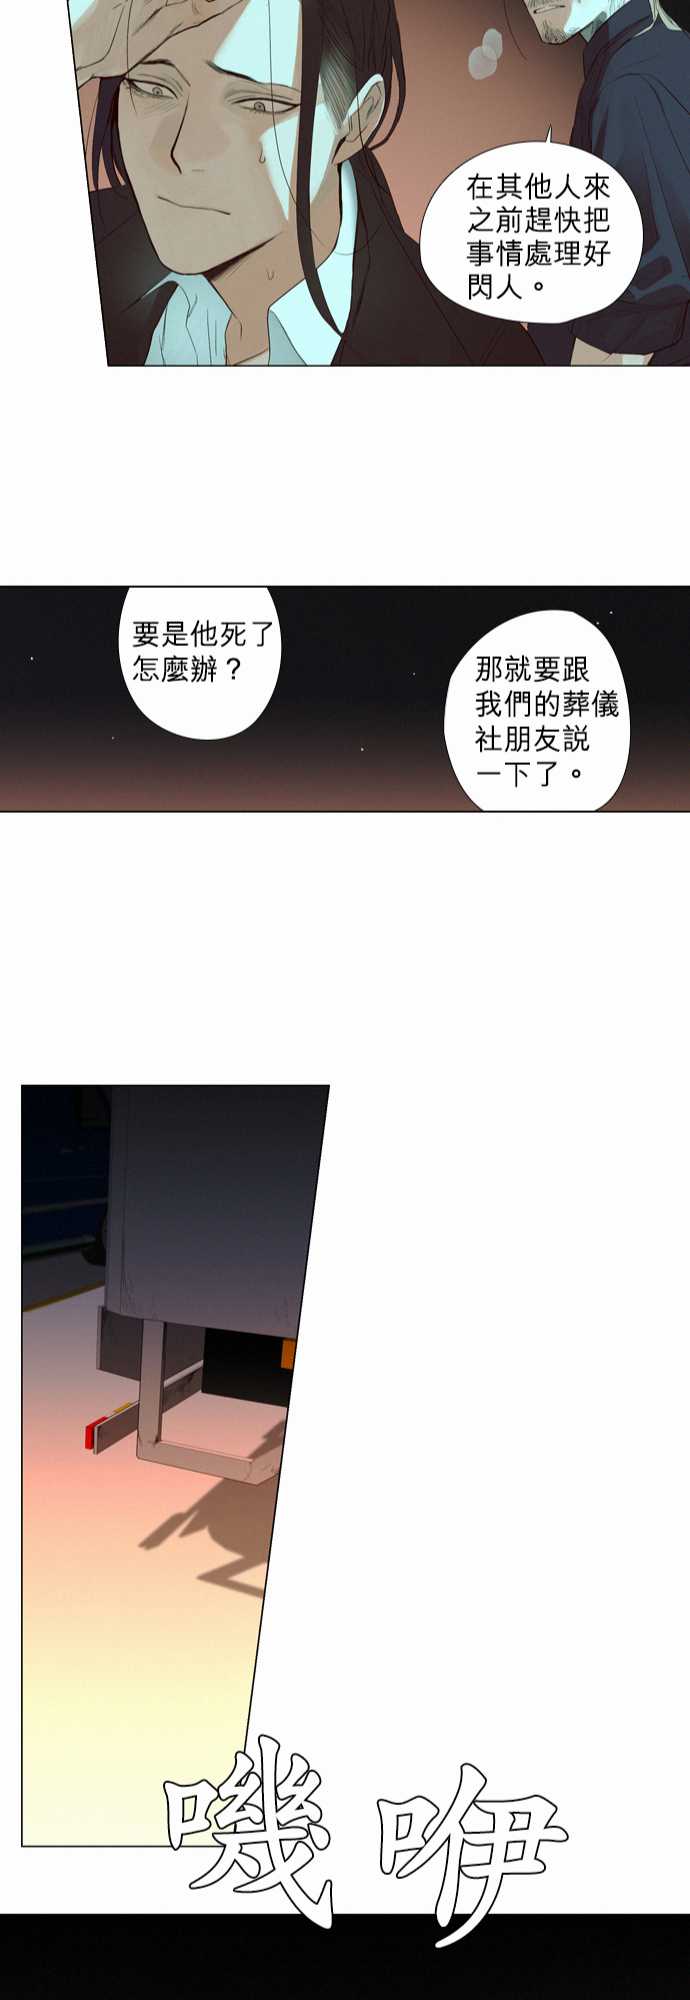 在其他人來
之前趕快把
事情處理好
閃人。
要是他死了
怎麼辦？
那就要跟
我們的葬儀
社朋友説
一下了。
嘰咿